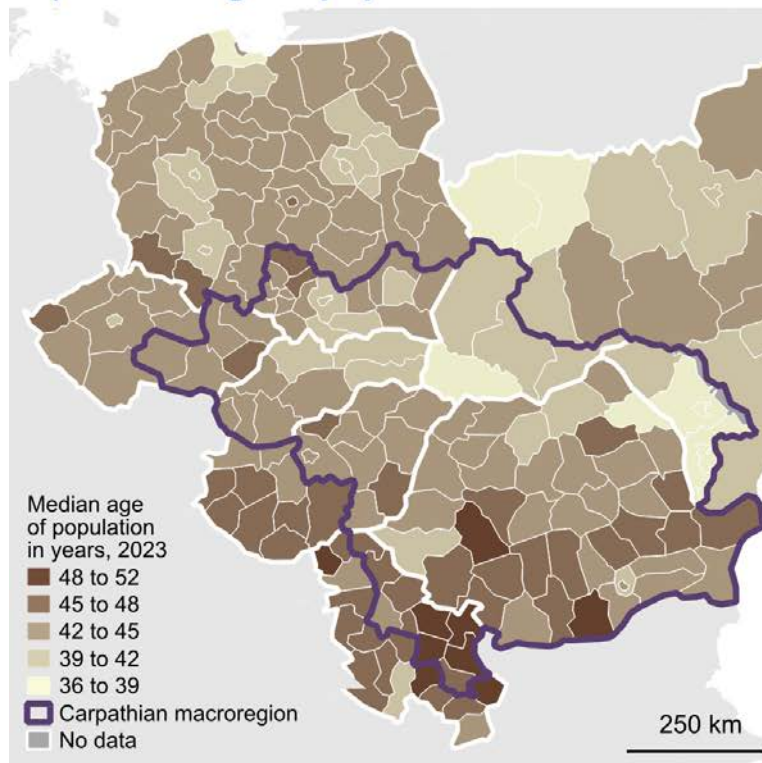 Median age
of population
in years, 2023
48 to 52
45 to 48
42 to 45
39 to 42
36 to 39
Carpathian macroregion
No data
250 km